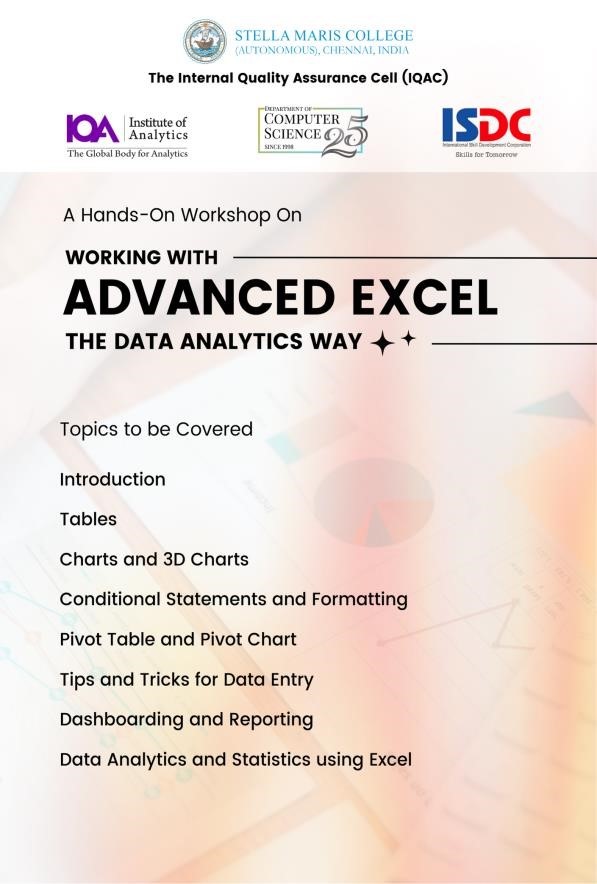 STELLA MARIS COLLEGE
(AUTONOMOUS), CHENNAI, INDIA
The Internal Quality Assurance Cell (IQAC)
IOA
Institute of
Analytics
The Global Body for Analytics
DEPARTMENT OF
COMPUTER
SCIENCE 25
SINCE 1998
ISDC
International Skill Development Corporation
Skills for Tomorrow
A Hands-On Workshop On
WORKING WITH
ADVANCED EXCEL
THE DATA ANALYTICS WAY
Topics to be Covered
Introduction
Tables
Charts and 3D Charts
Conditional Statements and Formatting
Pivot Table and Pivot Chart
Tips and Tricks for Data Entry
Dashboarding and Reporting
Data Analytics and Statistics using Excel